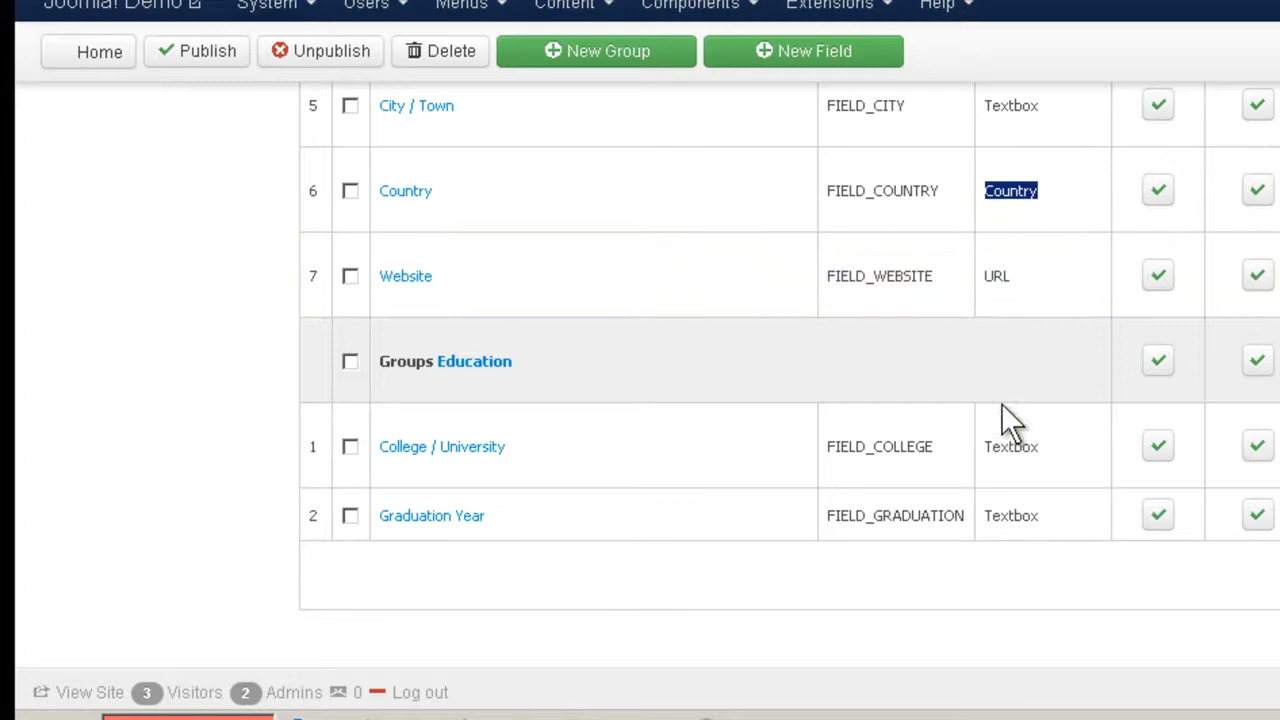 Joomla! Demo System Users Menus Content Components Extensions Help
Home Publish Unpublish Delete New Group New Field
5 City / Town FIELD_CITY Textbox
6 Country FIELD_COUNTRY Country
7 Website FIELD_WEBSITE URL
Groups Education
1 College / University FIELD_COLLEGE Textbox
2 Graduation Year FIELD_GRADUATION Textbox
View Site 3 Visitors 2 Admins 0 Log out